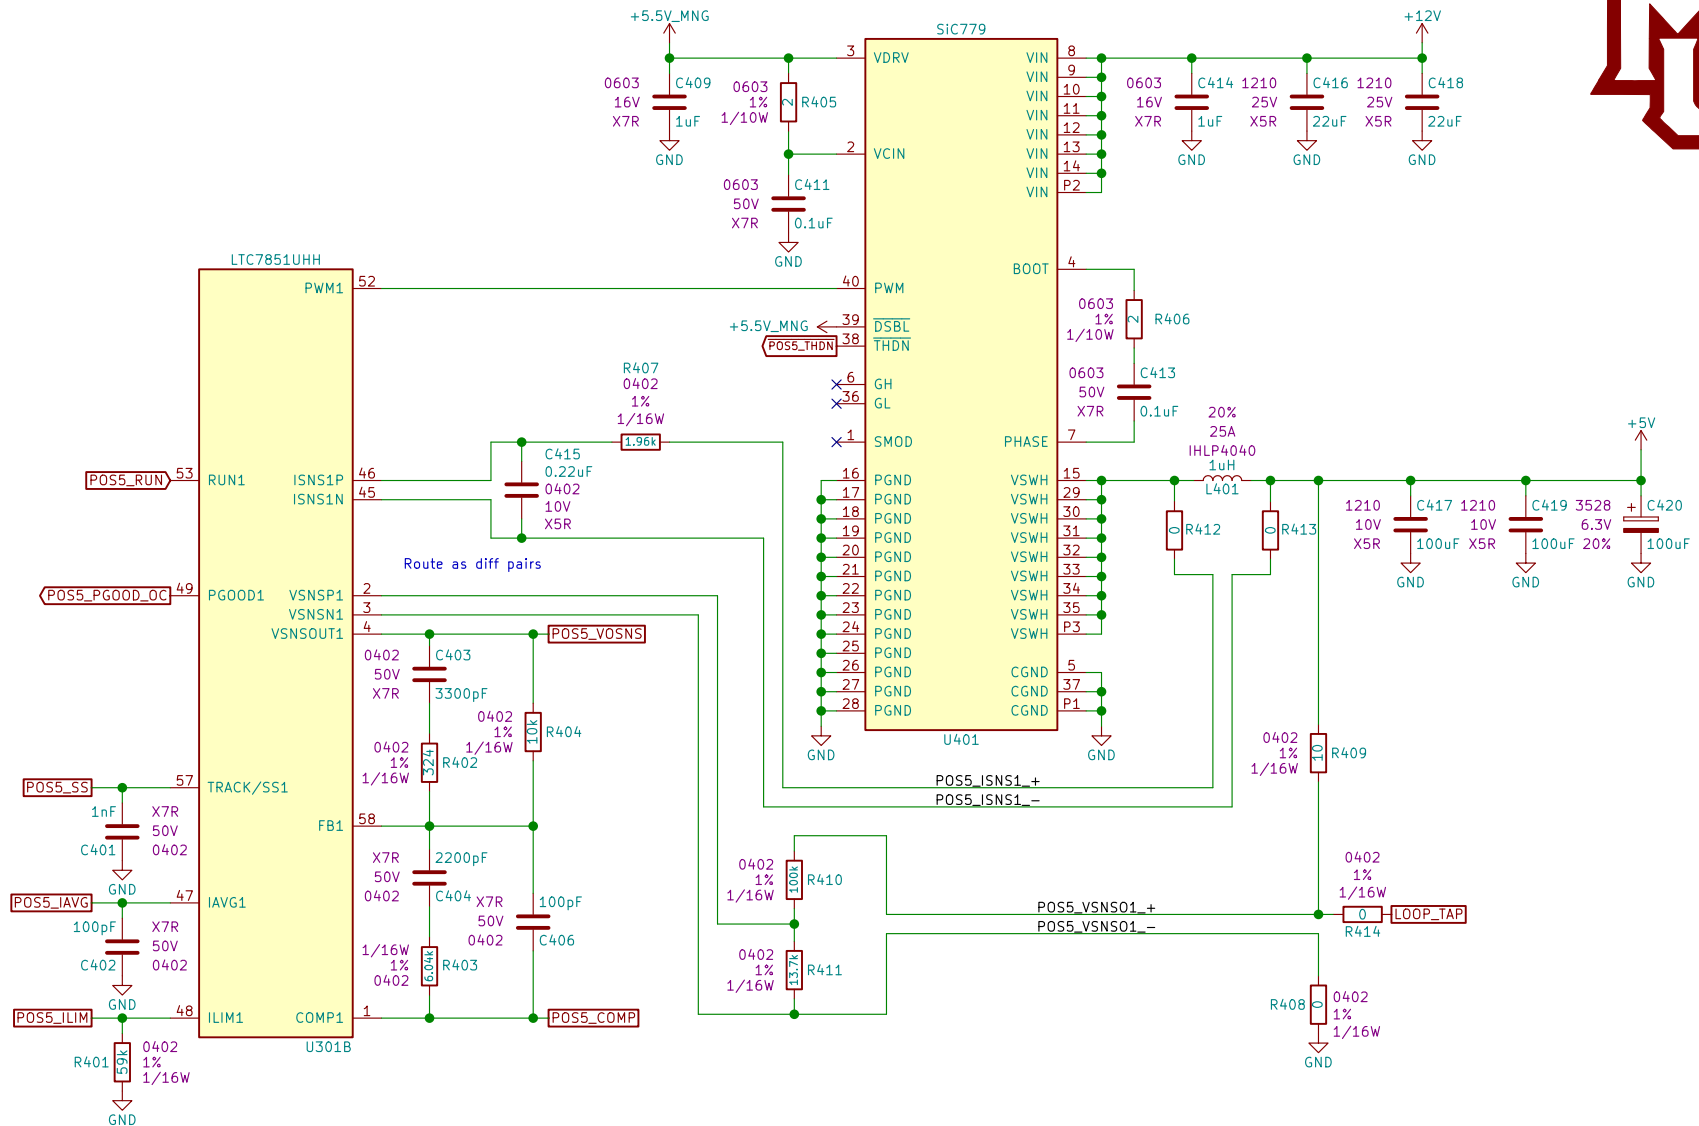 +5.5V_MNG
+12V
SiC779
3 VDRV
VIN 8
VIN 9
VIN 10
VIN 11
VIN 12
VIN 13
VIN 14
VIN P2
2 VCIN
0603
16V
X7R
C409
1uF
GND
0603
1%
1/10W
2
R405
0603
50V
X7R
C411
0.1uF
GND
0603
16V
X7R
C414
1uF
GND
1210
25V
X5R
C416
22uF
GND
1210
25V
X5R
C418
22uF
GND
BOOT 4
0603
1%
1/10W
2
R406
0603
50V
X7R
C413
0.1uF
PHASE 7
40 PWM
+5.5V_MNG
39 DSBL
POS5_THDN
38 THDN
6 GH
36 GL
1 SMOD
16 PGND
17 PGND
18 PGND
19 PGND
20 PGND
21 PGND
22 PGND
23 PGND
24 PGND
25 PGND
26 PGND
27 PGND
28 PGND
GND
VSWH 15
VSWH 29
VSWH 30
VSWH 31
VSWH 32
VSWH 33
VSWH 34
VSWH 35
VSWH P3
CGND 5
CGND 37
CGND P1
GND
U401
20%
25A
IHLP4040
1uH
L401
0
R412
0
R413
+5V
1210
10V
X5R
C417
100uF
GND
1210
10V
X5R
C419
100uF
GND
3528
6.3V
20%
+
C420
100uF
GND
LTC7851UHH
PWM1 52
POS5_RUN
53 RUN1
ISNS1P 46
ISNS1N 45
R407
0402
1%
1/16W
1.96k
C415
0.22uF
0402
10V
X5R
Route as diff pairs
POS5_PGOOD_OC
49 PGOOD1
VSNSP1 2
VSNSN1 3
VSNSOUT1 4
POS5_VOSNS
0402
50V
X7R
C403
3300pF
0402
1%
1/16W
324
R402
0402
1%
1/16W
10k
R404
POS5_SS
57 TRACK/SS1
1nF
C401
X7R
50V
0402
GND
FB1 58
X7R
50V
0402
2200pF
C404
X7R
50V
0402
100pF
C406
1/16W
1%
0402
6.04k
R403
POS5_IAVG
47 IAVG1
100pF
C402
X7R
50V
0402
GND
POS5_ILIM
48 ILIM1
COMP1 1
POS5_COMP
U301B
R401
59k
0402
1%
1/16W
GND
POS5_ISNS1_+
POS5_ISNS1_-
0402
1%
1/16W
100k
R410
0402
1%
1/16W
13.7k
R411
POS5_VSNSO1_+
POS5_VSNSO1_-
0402
1%
1/16W
10
R409
0402
1%
1/16W
0
R414
LOOP_TAP
R408
0
0402
1%
1/16W
GND